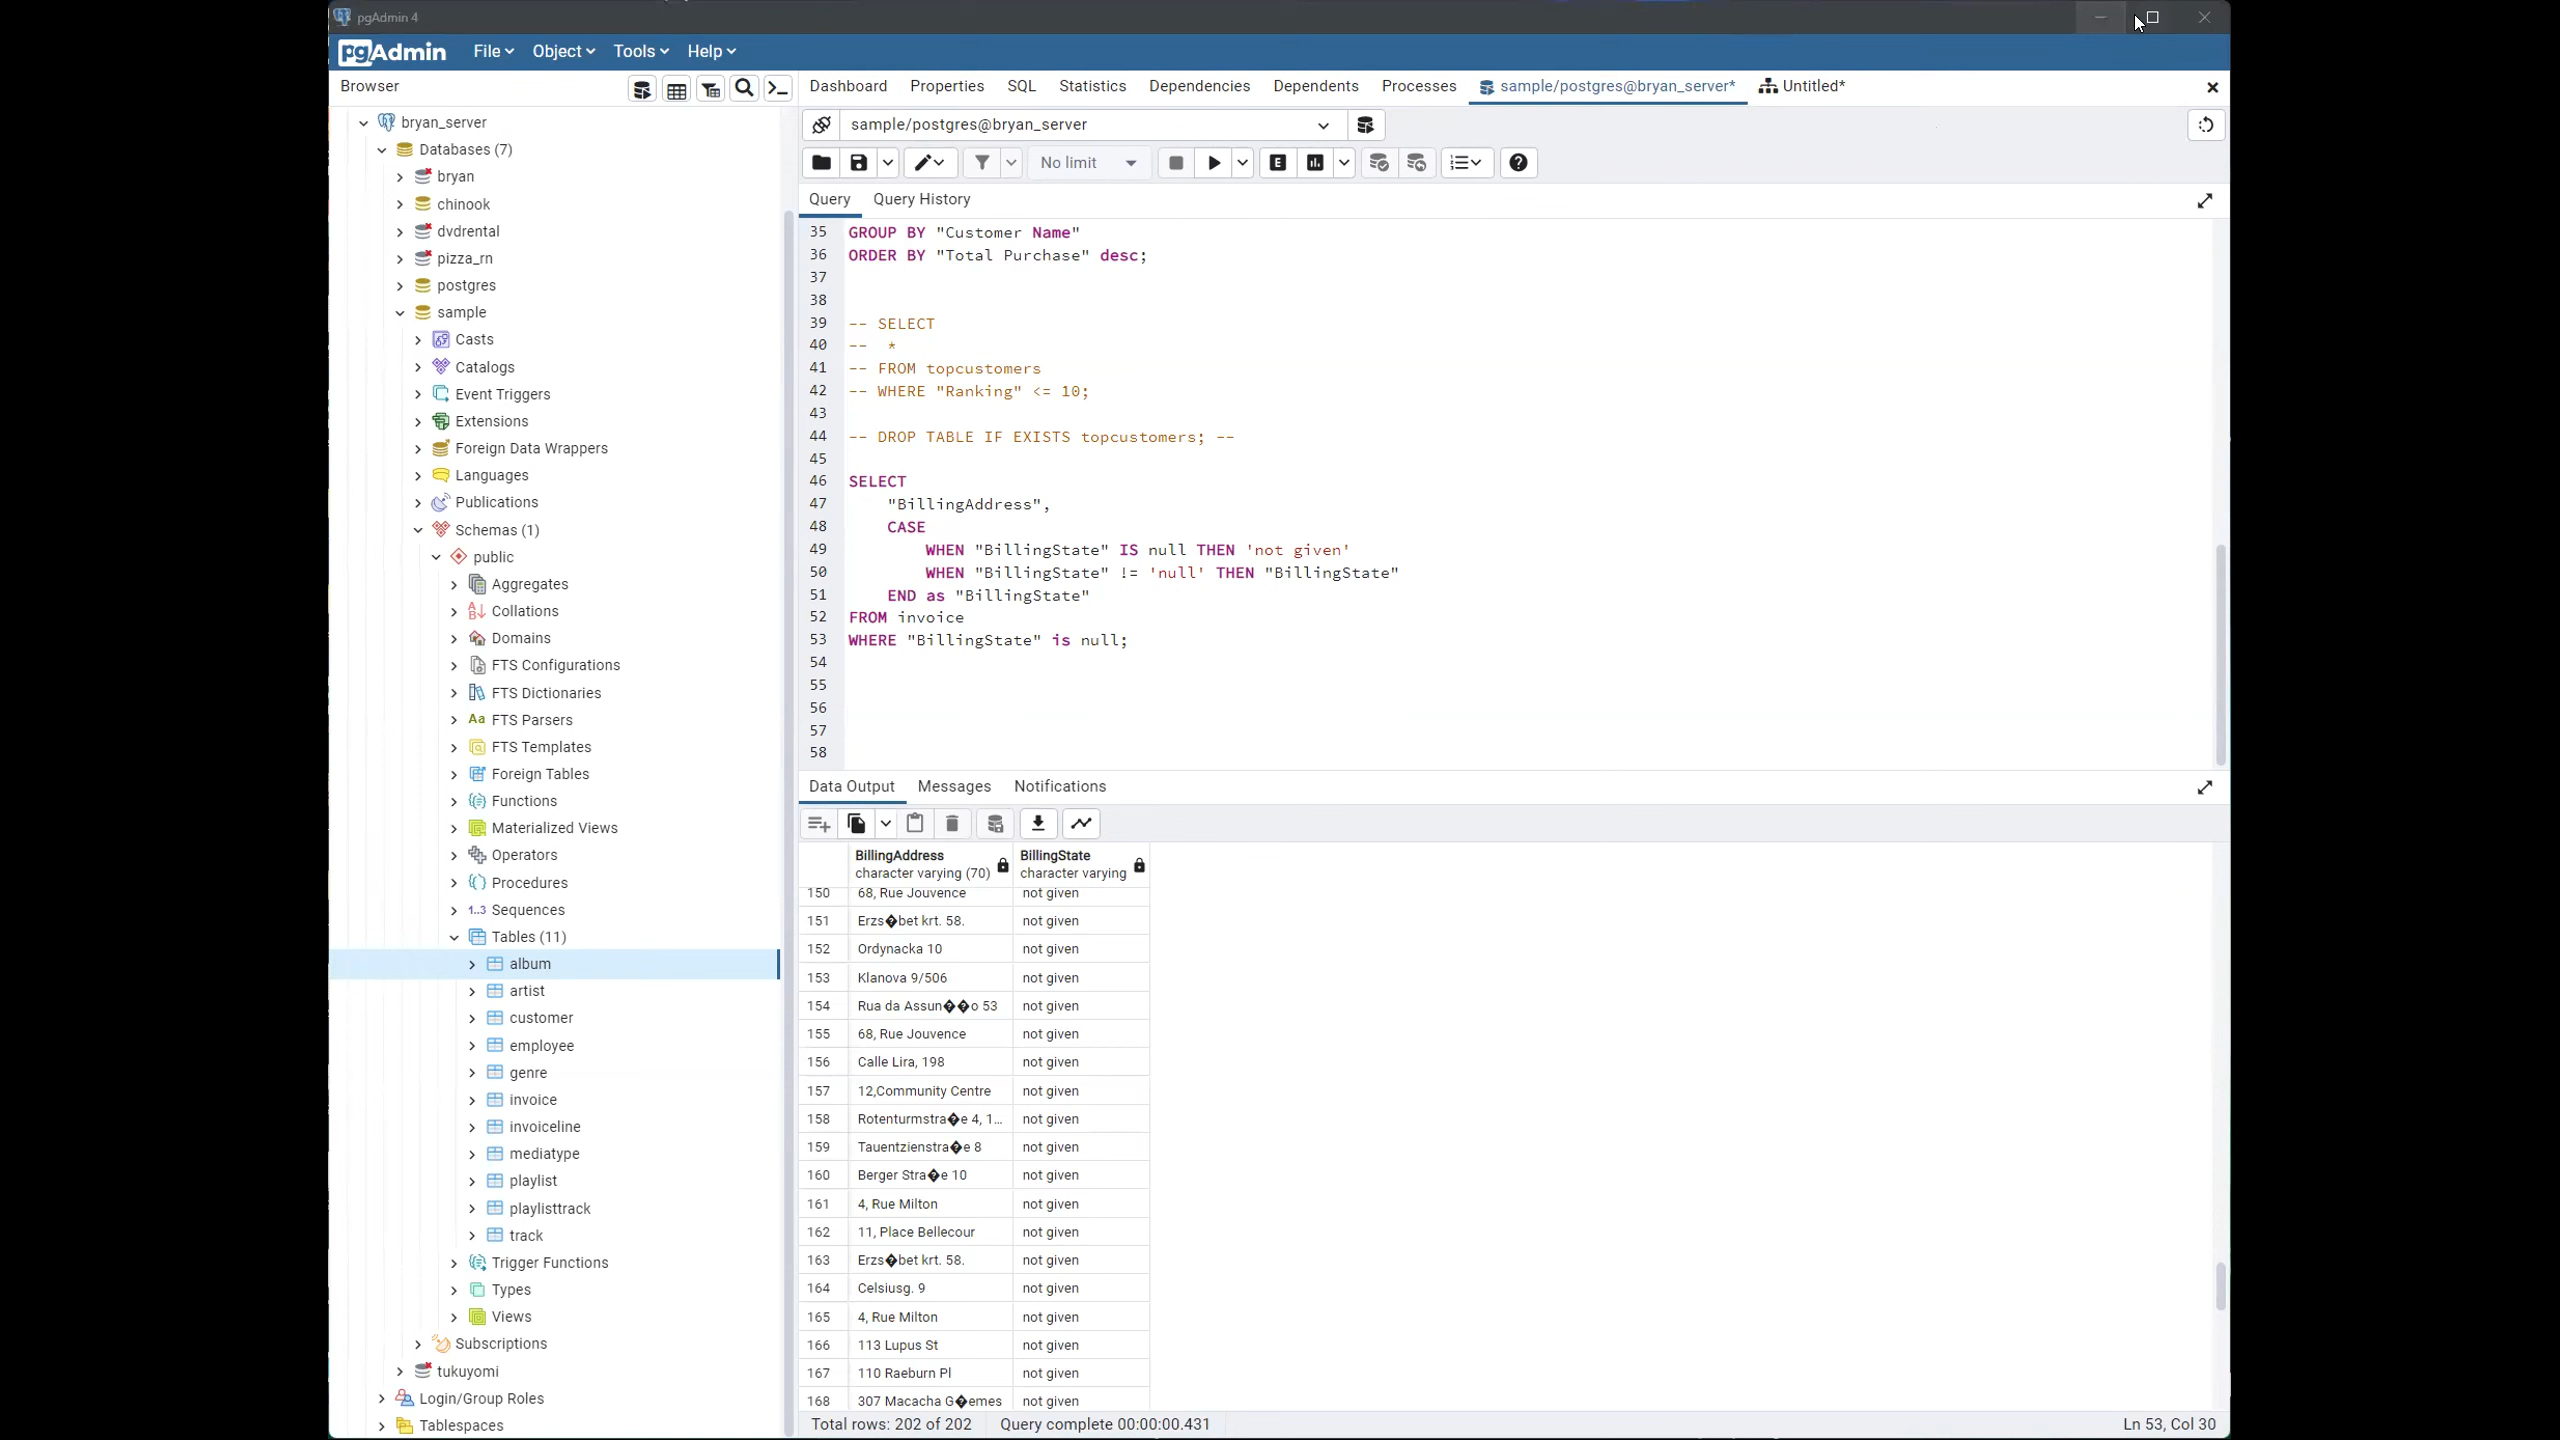 pgAdmin 4
pgAdmin File Object Tools Help
Browser
Dashboard Properties SQL Statistics Dependencies Dependents Processes sample/postgres@bryan_server* Untitled*
bryan_server
Databases (7)
bryan
chinook
dvdrental
pizza_rn
postgres
sample
Casts
Catalogs
Event Triggers
Extensions
Foreign Data Wrappers
Languages
Publications
Schemas (1)
public
Aggregates
Collations
Domains
FTS Configurations
FTS Dictionaries
Aa FTS Parsers
FTS Templates
Foreign Tables
Functions
Materialized Views
Operators
Procedures
1..3 Sequences
Tables (11)
album
artist
customer
employee
genre
invoice
invoiceline
mediatype
playlist
playlisttrack
track
Trigger Functions
Types
Views
Subscriptions
tukuyomi
Login/Group Roles
Tablespaces
sample/postgres@bryan_server
No limit
E
Query Query History
35 GROUP BY "Customer Name"
36 ORDER BY "Total Purchase" desc;
37
38
39 -- SELECT
40 -- *
41 -- FROM topcustomers
42 -- WHERE "Ranking" <= 10;
43
44 -- DROP TABLE IF EXISTS topcustomers; --
45
46 SELECT
47 "BillingAddress",
48 CASE
49 WHEN "BillingState" IS null THEN 'not given'
50 WHEN "BillingState" != 'null' THEN "BillingState"
51 END as "BillingState"
52 FROM invoice
53 WHERE "BillingState" is null;
54
55
56
57
58
Data Output Messages Notifications
BillingAddress BillingState
character varying (70) character varying
150 68, Rue Jouvence not given
151 Erzs�bet krt. 58. not given
152 Ordynacka 10 not given
153 Klanova 9/506 not given
154 Rua da Assun��o 53 not given
155 68, Rue Jouvence not given
156 Calle Lira, 198 not given
157 12,Community Centre not given
158 Rotenturmstra�e 4, 1... not given
159 Tauentzienstra�e 8 not given
160 Berger Stra�e 10 not given
161 4, Rue Milton not given
162 11, Place Bellecour not given
163 Erzs�bet krt. 58. not given
164 Celsiusg. 9 not given
165 4, Rue Milton not given
166 113 Lupus St not given
167 110 Raeburn Pl not given
168 307 Macacha G�emes not given
Total rows: 202 of 202 Query complete 00:00:00.431 Ln 53, Col 30